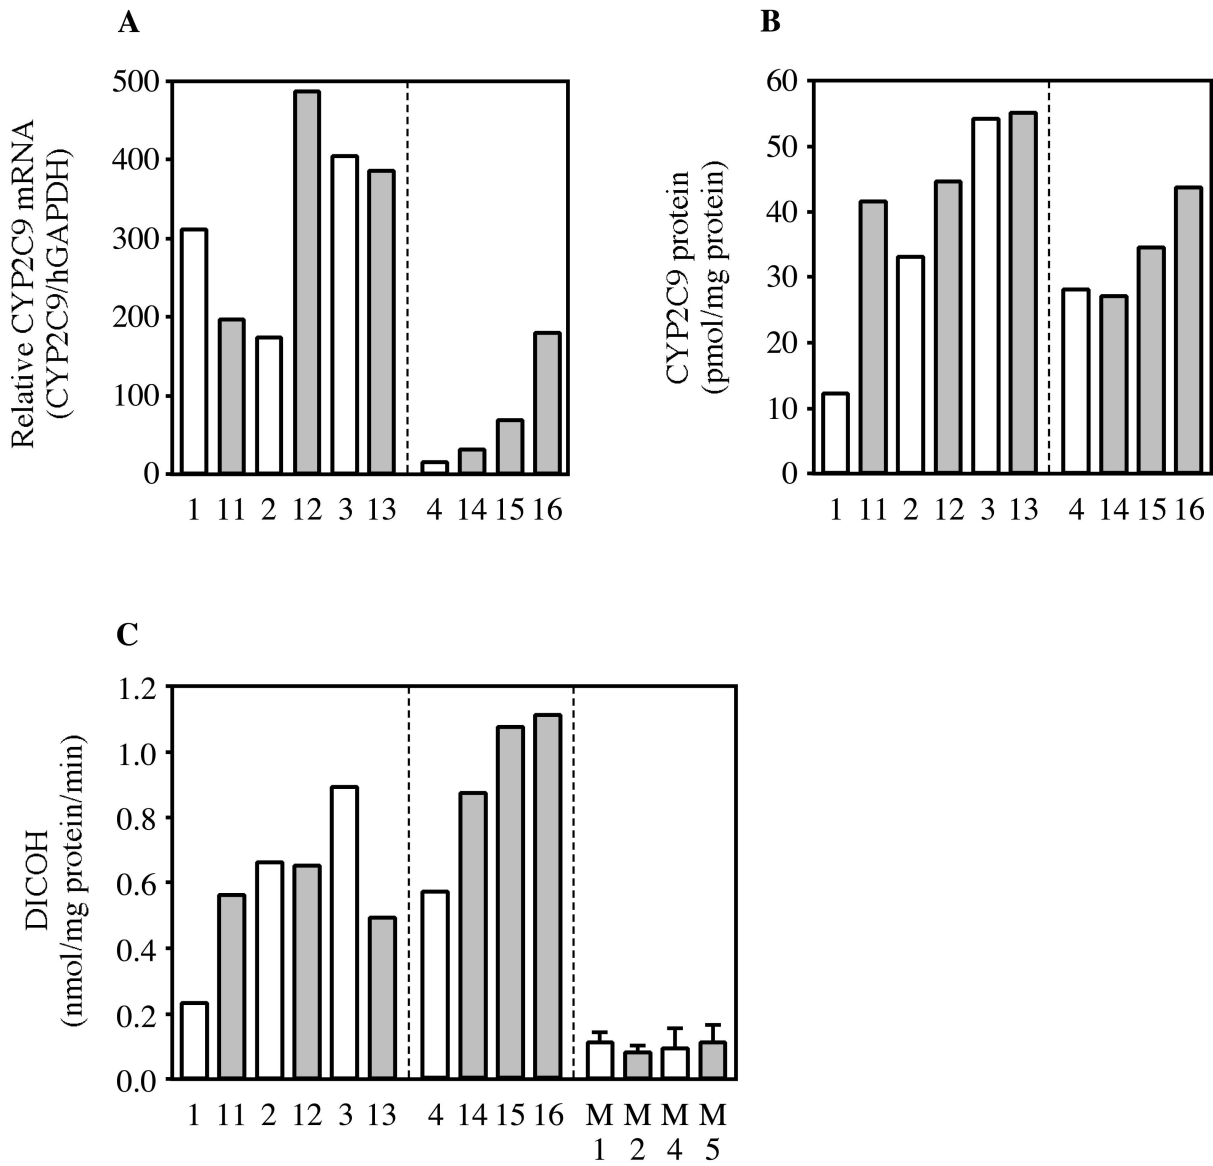 A
Relative CYP2C9 mRNA
(CYP2C9/hGAPDH)
500
400
300
200
100
0
1 11 2 12 3 13 4 14 15 16
B
CYP2C9 protein
(pmol/mg protein)
60
50
40
30
20
10
0
1 11 2 12 3 13 4 14 15 16
C
DICOH
(nmol/mg protein/min)
1.2
1.0
0.8
0.6
0.4
0.2
0.0
1 11 2 12 3 13 4 14 15 16 M M M M
1 2 4 5